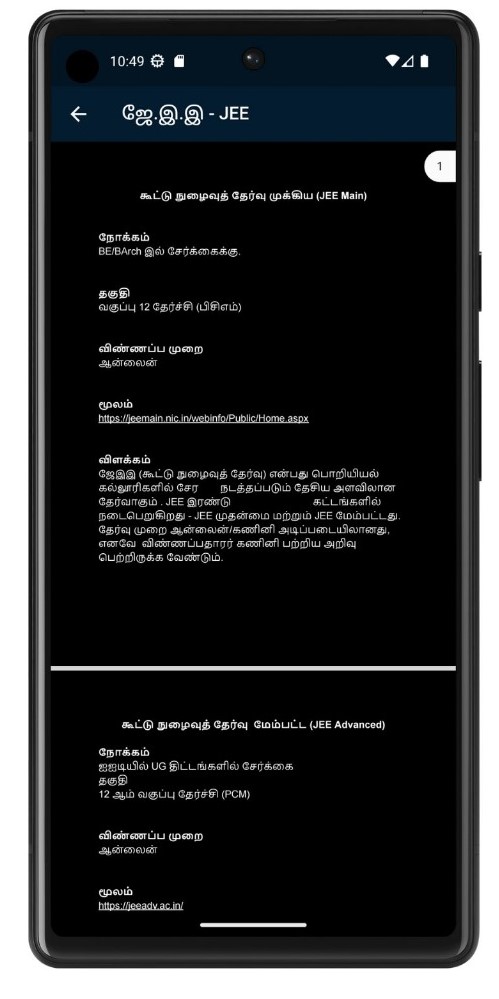 10:49
ஜே.இ.இ - JEE
1
கூட்டு நுழைவுத் தேர்வு முக்கிய (JEE Main)
நோக்கம்
BE/BArch இல் சேர்க்கைக்கு.
தகுதி
வகுப்பு 12 தேர்ச்சி (பிசிஎம்)
விண்ணப்ப முறை
ஆன்லைன்
மூலம்
https://jeemain.nic.in/webinfo/Public/Home.aspx
விளக்கம்
ஜேஇஇ (கூட்டு நுழைவுத் தேர்வு) என்பது பொறியியல்
கல்லூரிகளில் சேர நடத்தப்படும் தேசிய அளவிலான
தேர்வாகும் . JEE இரண்டு கட்டங்களில்
நடைபெறுகிறது - JEE முதன்மை மற்றும் JEE மேம்பட்டது.
தேர்வு முறை ஆன்லைன்/கணினி அடிப்படையிலானது,
எனவே விண்ணப்பதாரர் கணினி பற்றிய அறிவு
பெற்றிருக்க வேண்டும்.
கூட்டு நுழைவுத் தேர்வு மேம்பட்ட (JEE Advanced)
நோக்கம்
ஐஐடியில் UG திட்டங்களில் சேர்க்கை
தகுதி
12 ஆம் வகுப்பு தேர்ச்சி (PCM)
விண்ணப்ப முறை
ஆன்லைன்
மூலம்
https://jeeadv.ac.in/